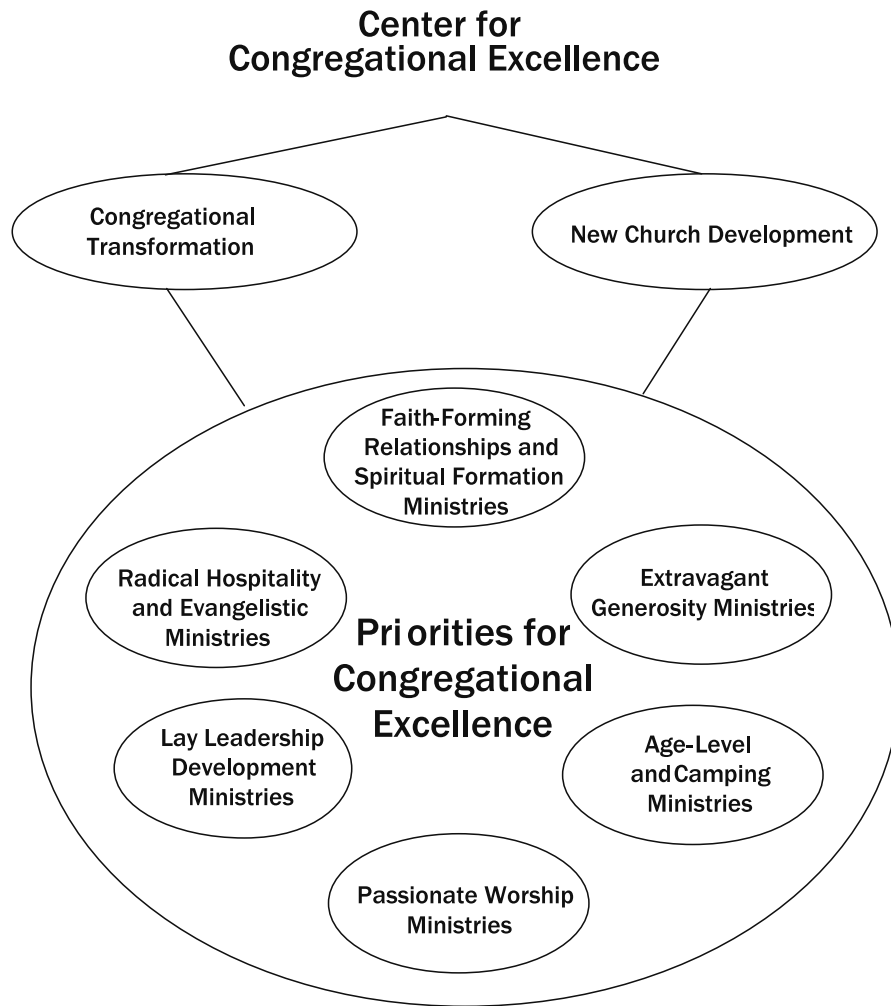 Center for
Congregational Excellence
Congregational
Transformation
New Church Development
Faith-Forming
Relationships and
Spiritual Formation
Ministries
Radical Hospitality
and Evangelistic
Ministries
Extravagant
Generosity Ministries
Priorities for
Congregational
Excellence
Lay Leadership
Development
Ministries
Age-Level
and Camping
Ministries
Passionate Worship
Ministries